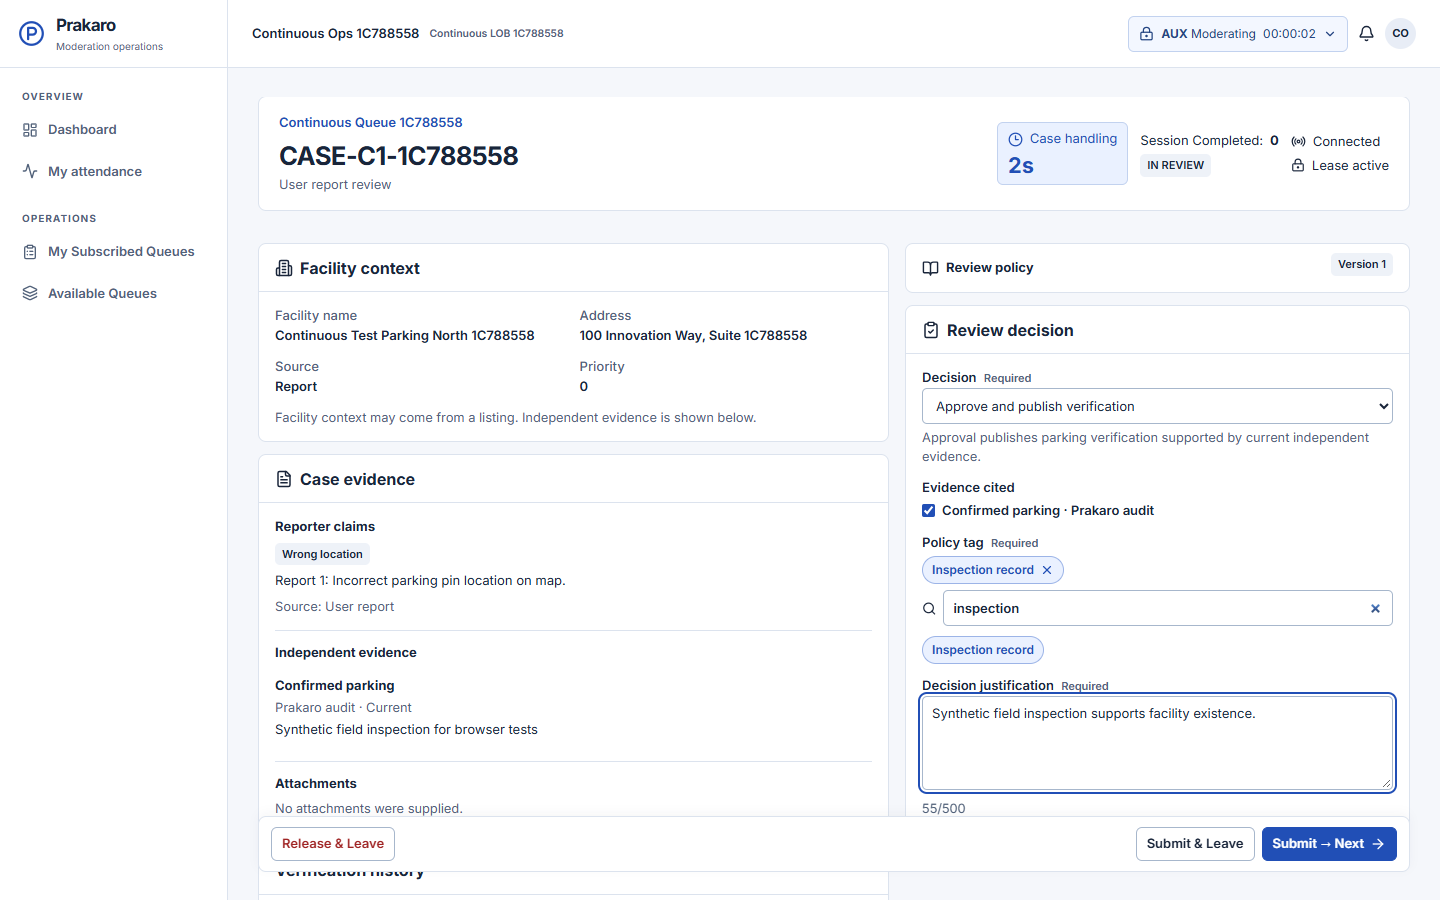 Prakaro
Moderation operations
Continuous Ops 1C788558 Continuous LOB 1C788558
AUX Moderating 00:00:02
CO
OVERVIEW
Dashboard
My attendance
OPERATIONS
My Subscribed Queues
Available Queues
Continuous Queue 1C788558
CASE-C1-1C788558
User report review
Case handling
2s
Session Completed: 0
IN REVIEW
Connected
Lease active
Facility context
Facility name
Continuous Test Parking North 1C788558
Address
100 Innovation Way, Suite 1C788558
Source
Report
Priority
0
Facility context may come from a listing. Independent evidence is shown below.
Case evidence
Reporter claims
Wrong location
Report 1: Incorrect parking pin location on map.
Source: User report
Independent evidence
Confirmed parking
Prakaro audit · Current
Synthetic field inspection for browser tests
Attachments
No attachments were supplied.
Verification history
Review policy
Version 1
Review decision
Decision Required
Approve and publish verification
Approval publishes parking verification supported by current independent
evidence.
Evidence cited
Confirmed parking · Prakaro audit
Policy tag Required
Inspection record ×
inspection ×
Inspection record
Decision justification Required
Synthetic field inspection supports facility existence.
55/500
Release & Leave
Submit & Leave
Submit → Next →